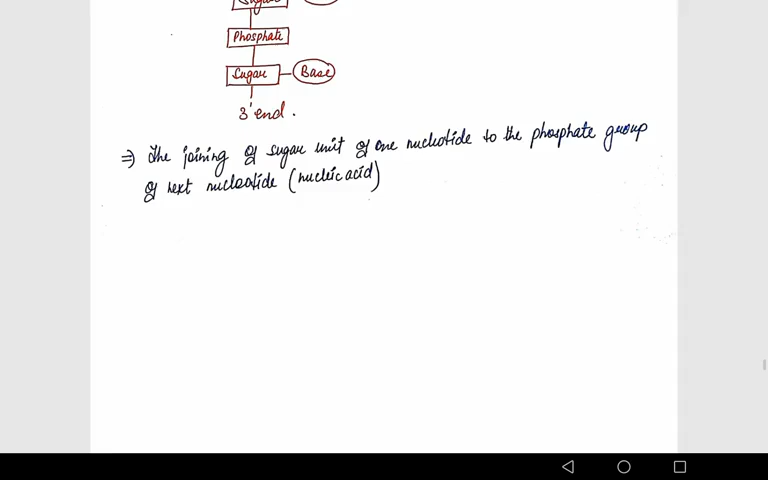 Sugar
Phosphate
Sugar - Base
3' end.
⇒ The joining of sugar unit of one nucleotide to the phosphate group
of next nucleotide (nucleic acid)